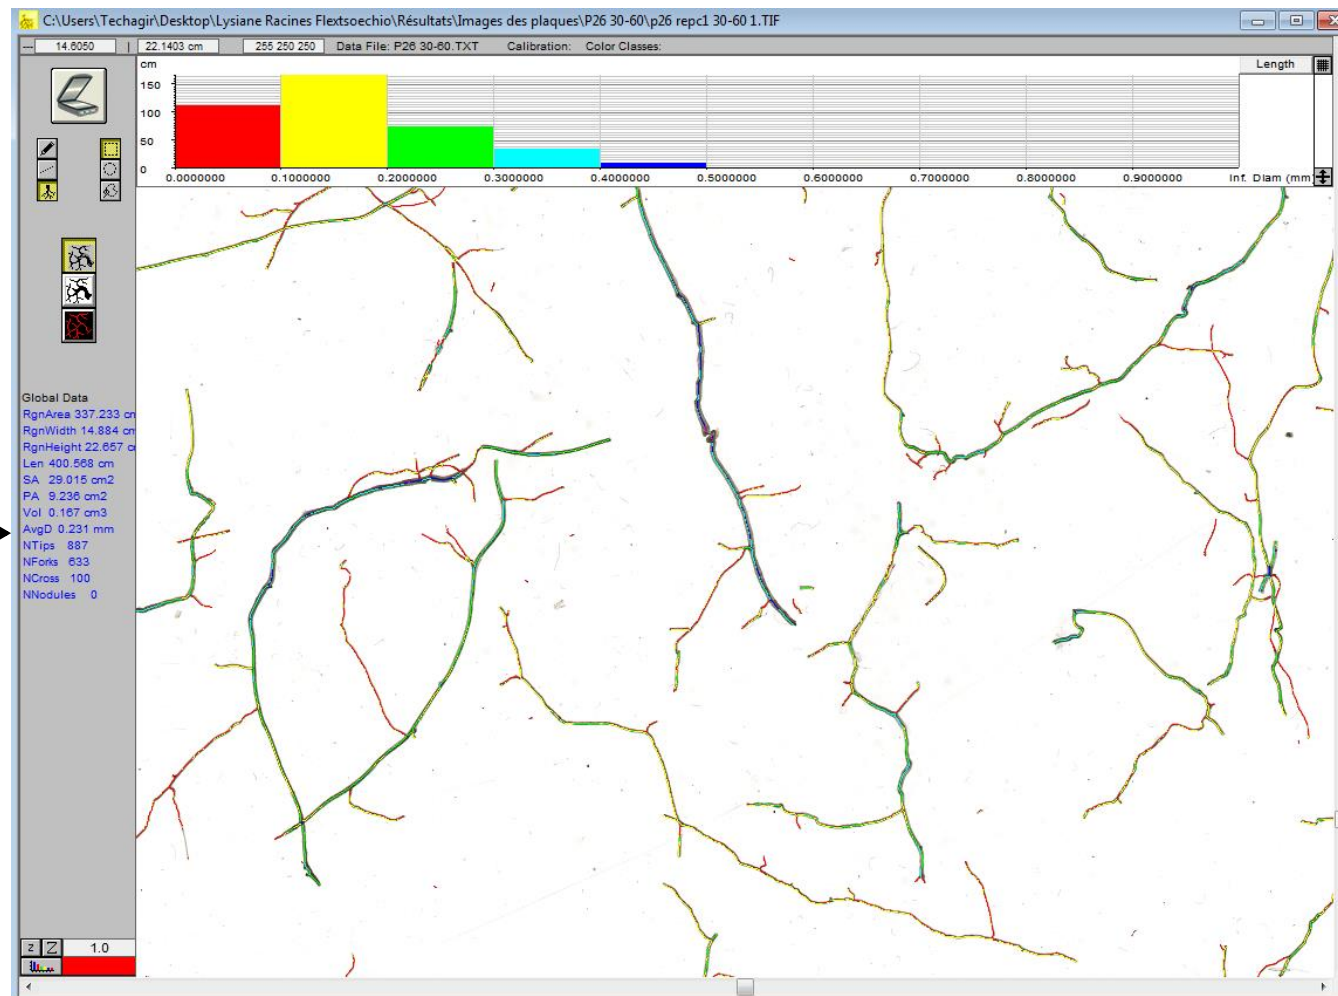 C:\Users\Techagir\Desktop\Lysiane Racines Flextsoechio\Résultats\Images des plaques\P26 30-60\p26 repc1 30-60 1.TIF
14.6050 | 22.1403 cm 255 250 250 Data File: P26 30-60.TXT Calibration: Color Classes:
cm
Length
150
100
50
0
0.0000000 0.1000000 0.2000000 0.3000000 0.4000000 0.5000000 0.6000000 0.7000000 0.8000000 0.9000000 Inf. Diam (mm)
Global Data
RgnArea 337.233 cm
RgnWidth 14.884 cm
RgnHeight 22.657 c
Len 400.568 cm
SA 29.015 cm2
PA 9.236 cm2
Vol 0.167 cm3
AvgD 0.231 mm
NTips 887
NForks 633
NCross 100
NNodules 0
z Z 1.0